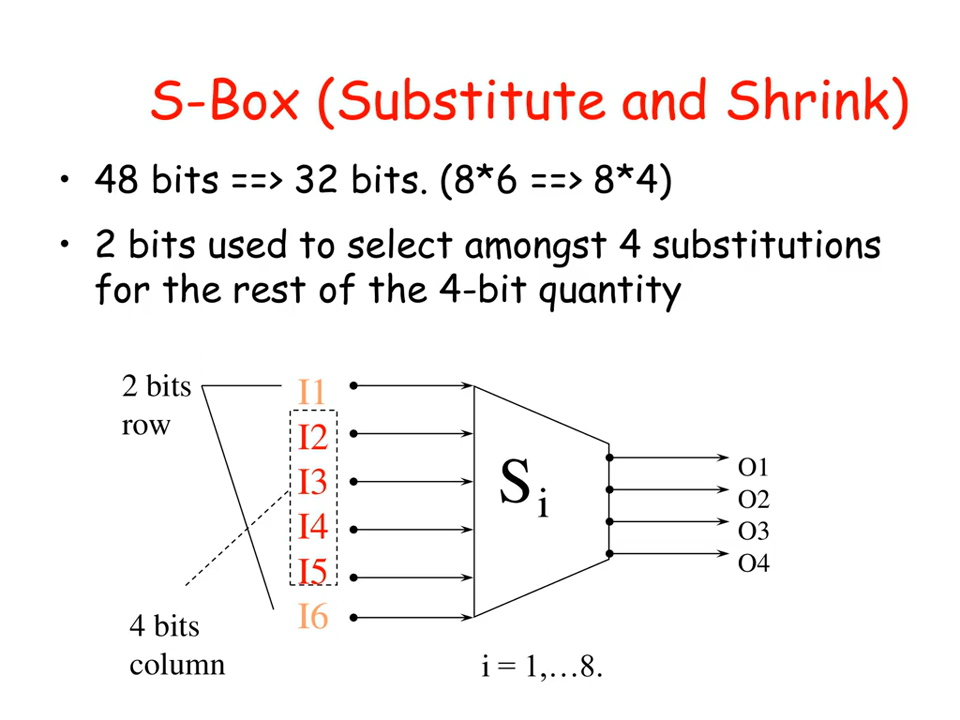 S-Box (Substitute and Shrink)
• 48 bits ==> 32 bits. (8*6 ==> 8*4)
• 2 bits used to select amongst 4 substitutions
for the rest of the 4-bit quantity
2 bits
row
I1
I2
I3
I4
I5
I6
S i
O1
O2
O3
O4
4 bits
column
i = 1,…8.